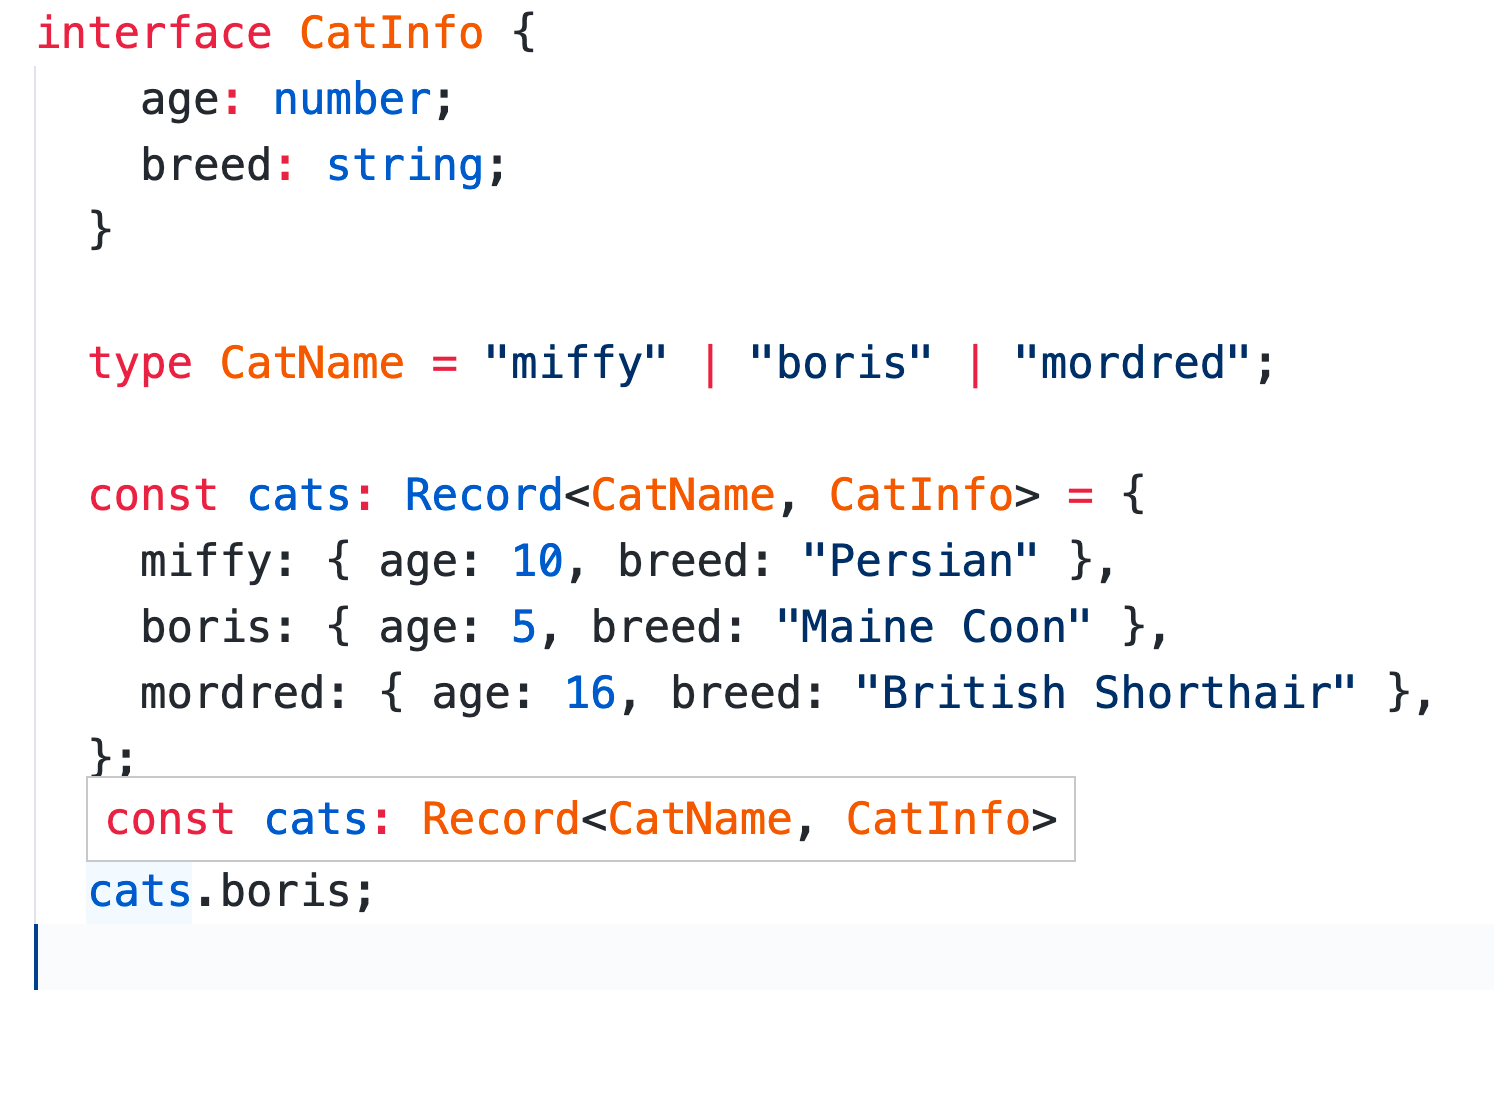 interface CatInfo {
age: number;
breed: string;
}
type CatName = "miffy" | "boris" | "mordred";
const cats: Record<CatName, CatInfo> = {
miffy: { age: 10, breed: "Persian" },
boris: { age: 5, breed: "Maine Coon" },
mordred: { age: 16, breed: "British Shorthair" },
};
const cats: Record<CatName, CatInfo>
cats.boris;